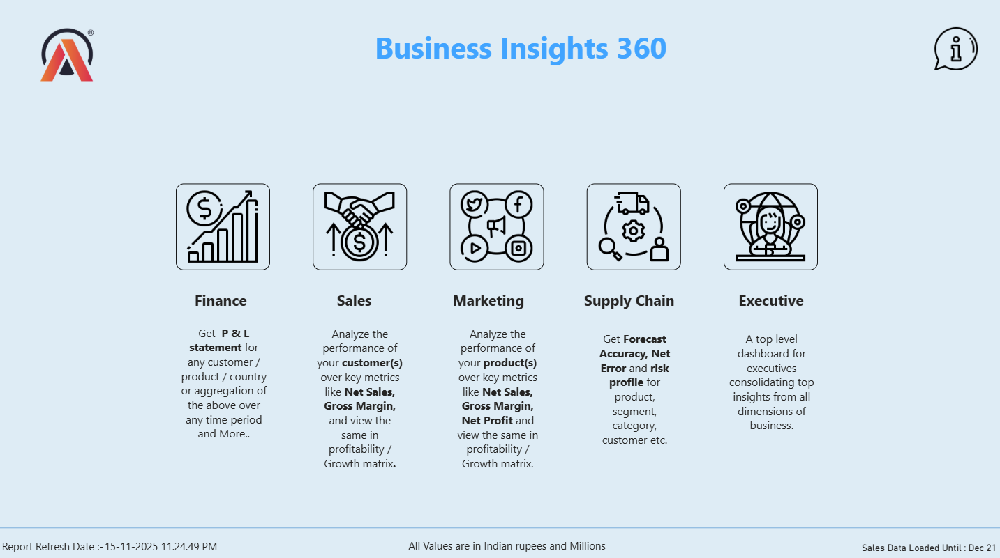 ®
Business Insights 360
Finance
Get P & L
statement for
any customer /
product / country
or aggregation of
the above over
any time period
and More..
Sales
Analyze the
performance of
your customer(s)
over key metrics
like Net Sales,
Gross Margin,
and view the
same in
profitability /
Growth matrix.
Marketing
Analyze the
performance of
your product(s)
over key metrics
like Net Sales,
Gross Margin,
Net Profit and
view the same in
profitability /
Growth matrix.
Supply Chain
Get Forecast
Accuracy, Net
Error and risk
profile for
product,
segment,
category,
customer etc.
Executive
A top level
dashboard for
executives
consolidating top
insights from all
dimensions of
business.
Report Refresh Date :- 15-11-2025 11.24.49 PM
All Values are in Indian rupees and Millions
Sales Data Loaded Until : Dec 21